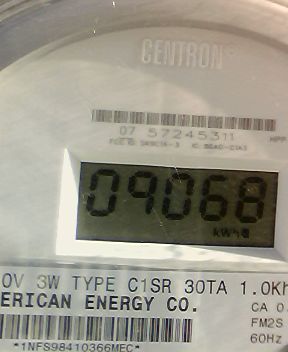 CENTRON
07 57245311
09068
kWh
0V 3W TYPE C1SR 30TA 1.0Kh
ERICAN ENERGY CO.
CA 0.
FM2S
60Hz
*1NFS98410366MEC*